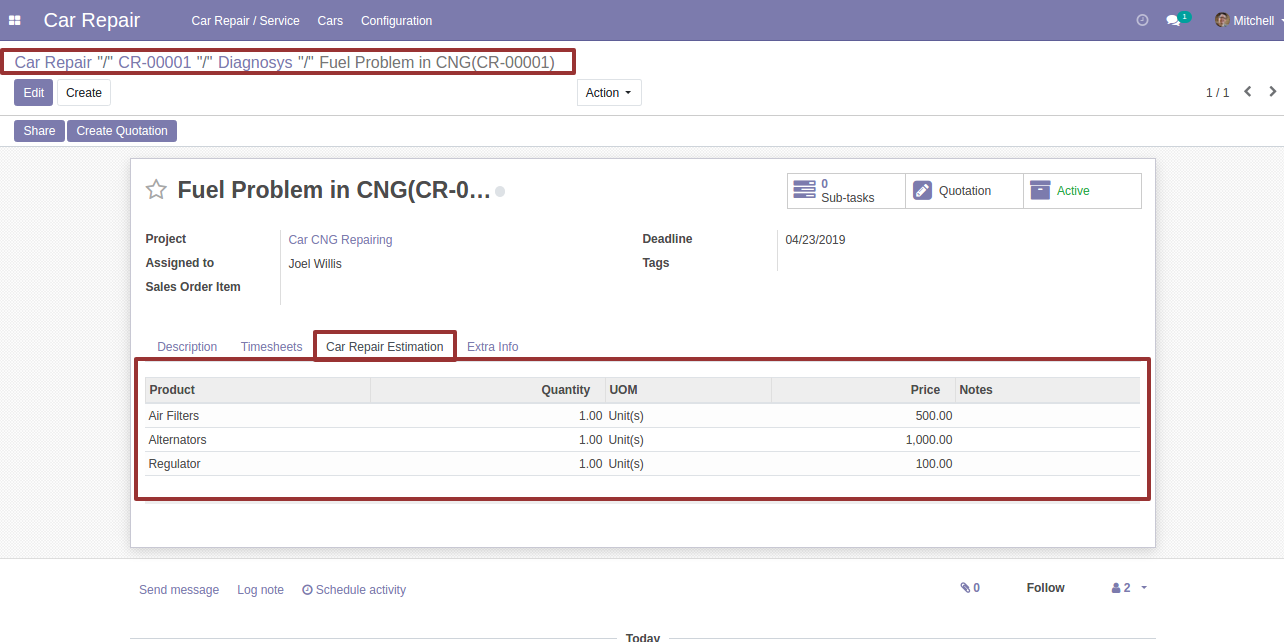 Car Repair Car Repair / Service Cars Configuration 1 Mitchell
Car Repair "/" CR-00001 "/" Diagnosys "/" Fuel Problem in CNG(CR-00001)
Edit Create Action 1 / 1
Share Create Quotation
Fuel Problem in CNG(CR-0... 0 Sub-tasks Quotation Active
Project Car CNG Repairing Deadline 04/23/2019
Assigned to Joel Willis Tags
Sales Order Item
Description Timesheets Car Repair Estimation Extra Info
Product Quantity UOM Price Notes
Air Filters 1.00 Unit(s) 500.00
Alternators 1.00 Unit(s) 1,000.00
Regulator 1.00 Unit(s) 100.00
Send message Log note Schedule activity 0 Follow 2
Today